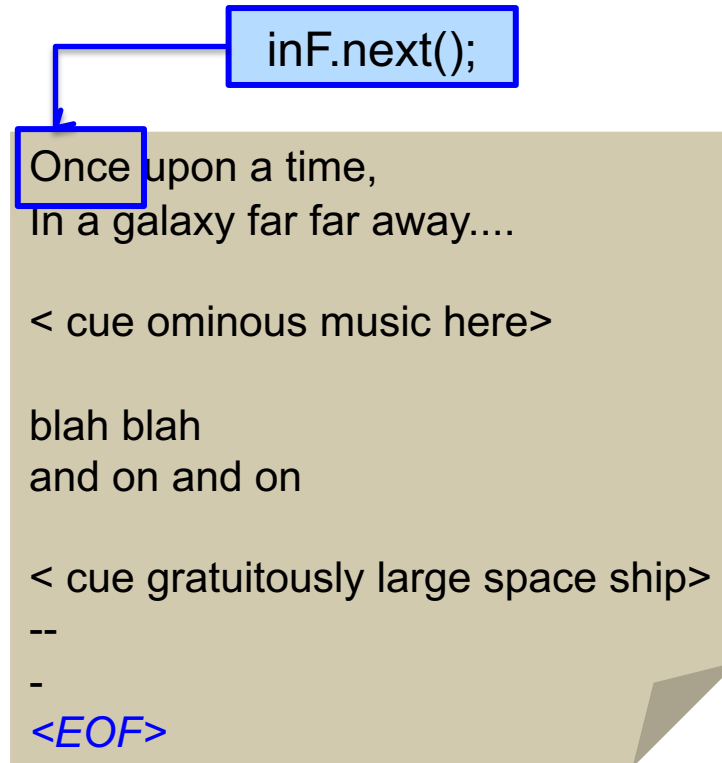 inF.next();
Once upon a time,
In a galaxy far far away....
< cue ominous music here>
blah blah
and on and on
< cue gratuitously large space ship>
--
-
<EOF>